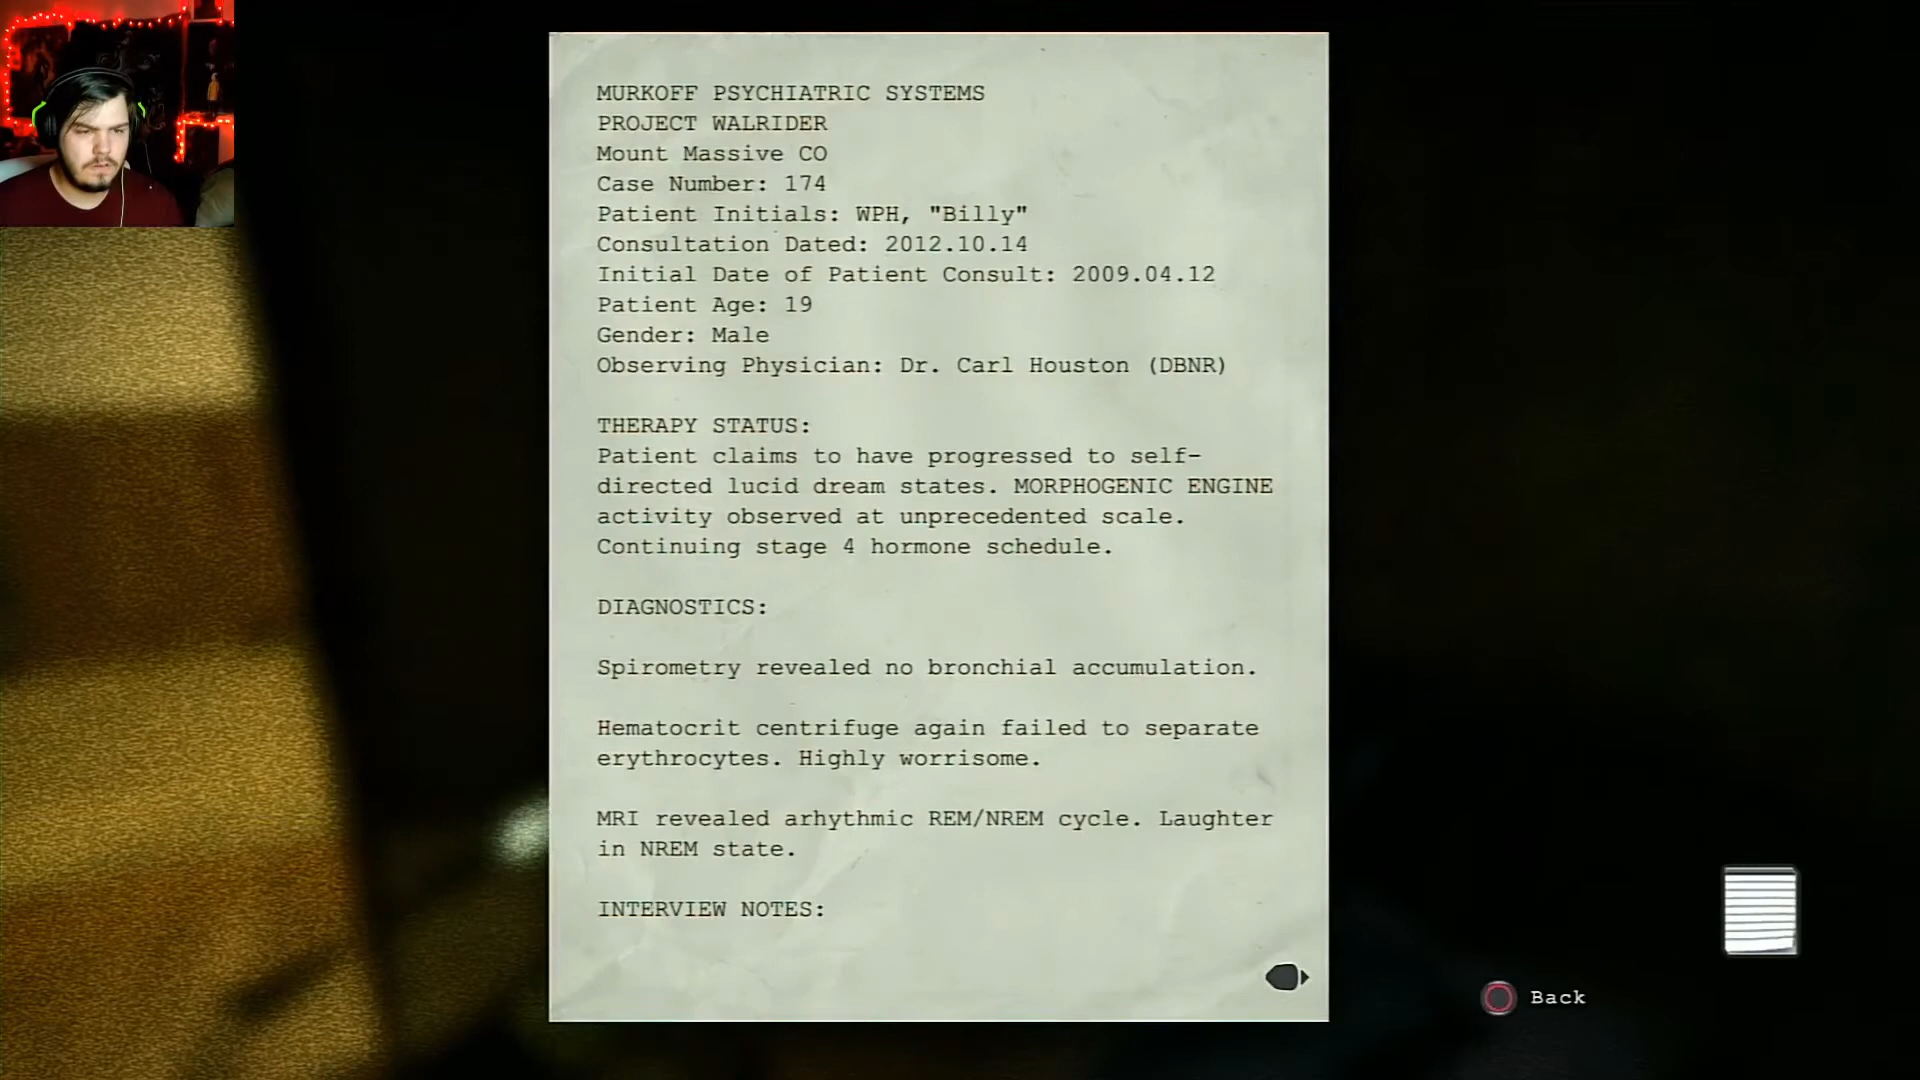 MURKOFF PSYCHIATRIC SYSTEMS
PROJECT WALRIDER
Mount Massive CO
Case Number: 174
Patient Initials: WPH, "Billy"
Consultation Dated: 2012.10.14
Initial Date of Patient Consult: 2009.04.12
Patient Age: 19
Gender: Male
Observing Physician: Dr. Carl Houston (DBNR)
THERAPY STATUS:
Patient claims to have progressed to self-
directed lucid dream states. MORPHOGENIC ENGINE
activity observed at unprecedented scale.
Continuing stage 4 hormone schedule.
DIAGNOSTICS:
Spirometry revealed no bronchial accumulation.
Hematocrit centrifuge again failed to separate
erythrocytes. Highly worrisome.
MRI revealed arhythmic REM/NREM cycle. Laughter
in NREM state.
INTERVIEW NOTES:
Back